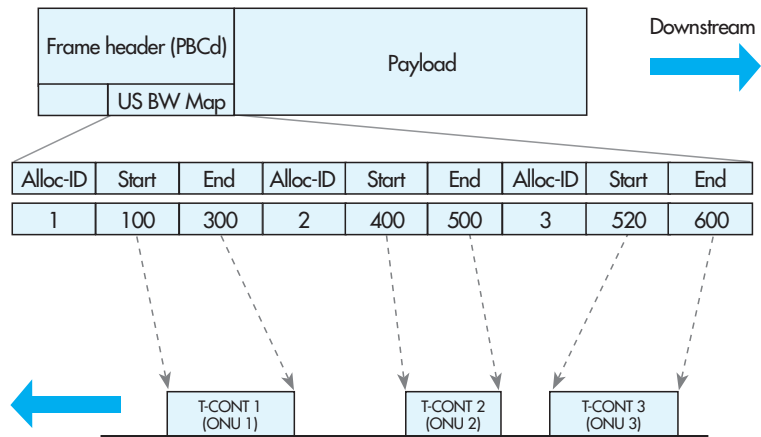 Downstream
Frame header (PBCd)
Payload
US BW Map
Alloc-ID Start End Alloc-ID Start End Alloc-ID Start End
1 100 300 2 400 500 3 520 600
T-CONT 1
(ONU 1)
T-CONT 2
(ONU 2)
T-CONT 3
(ONU 3)